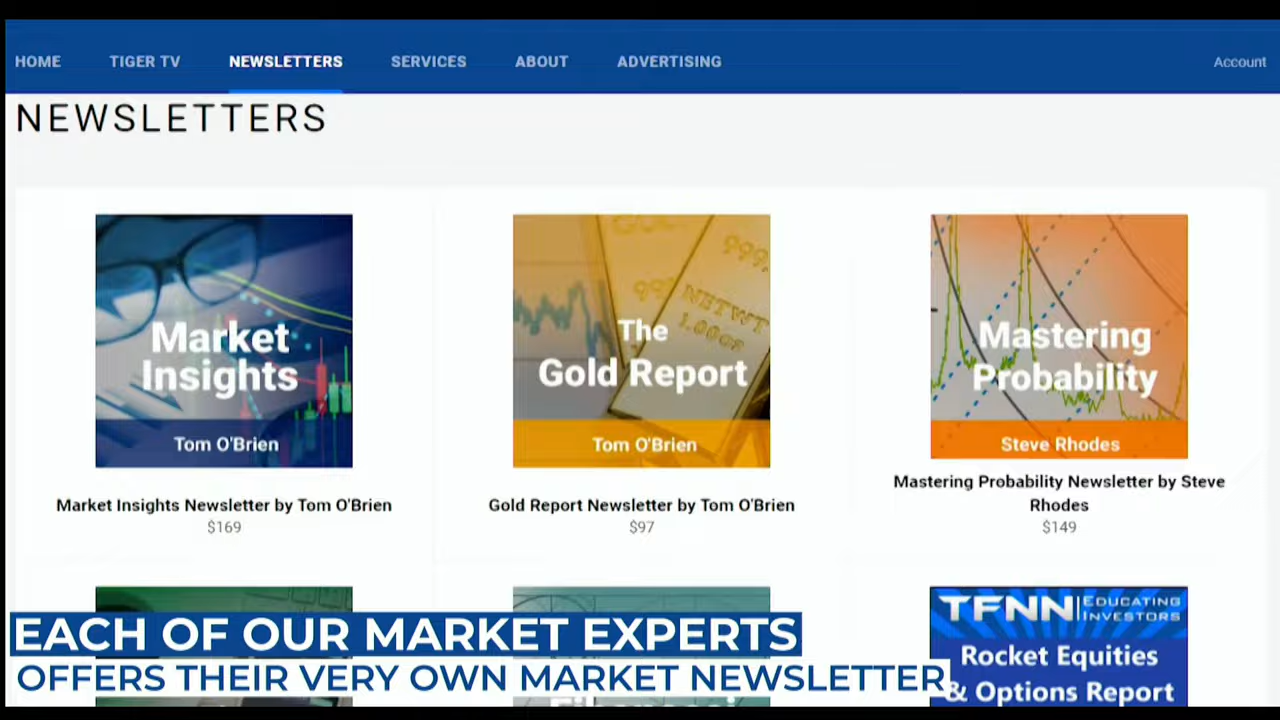 HOME TIGER TV NEWSLETTERS SERVICES ABOUT ADVERTISING Account
NEWSLETTERS
Market
Insights
Tom O'Brien
The
Gold Report
Tom O'Brien
GOLD
999.
NETWT
Mastering
Probability
Steve Rhodes
Market Insights Newsletter by Tom O'Brien
$169
Gold Report Newsletter by Tom O'Brien
$97
Mastering Probability Newsletter by Steve
Rhodes
$149
TFNN EDUCATING
INVESTORS
Rocket Equities
& Options Report
EACH OF OUR MARKET EXPERTS
OFFERS THEIR VERY OWN MARKET NEWSLETTER